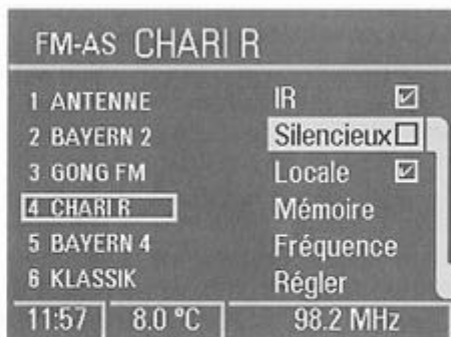 FM-AS CHARI R
1 ANTENNE
2 BAYERN 2
3 GONG FM
4 CHARI R
5 BAYERN 4
6 KLASSIK
IR
Silencieux
Locale
Mémoire
Fréquence
Régler
11:57 8.0 °C 98.2 MHz